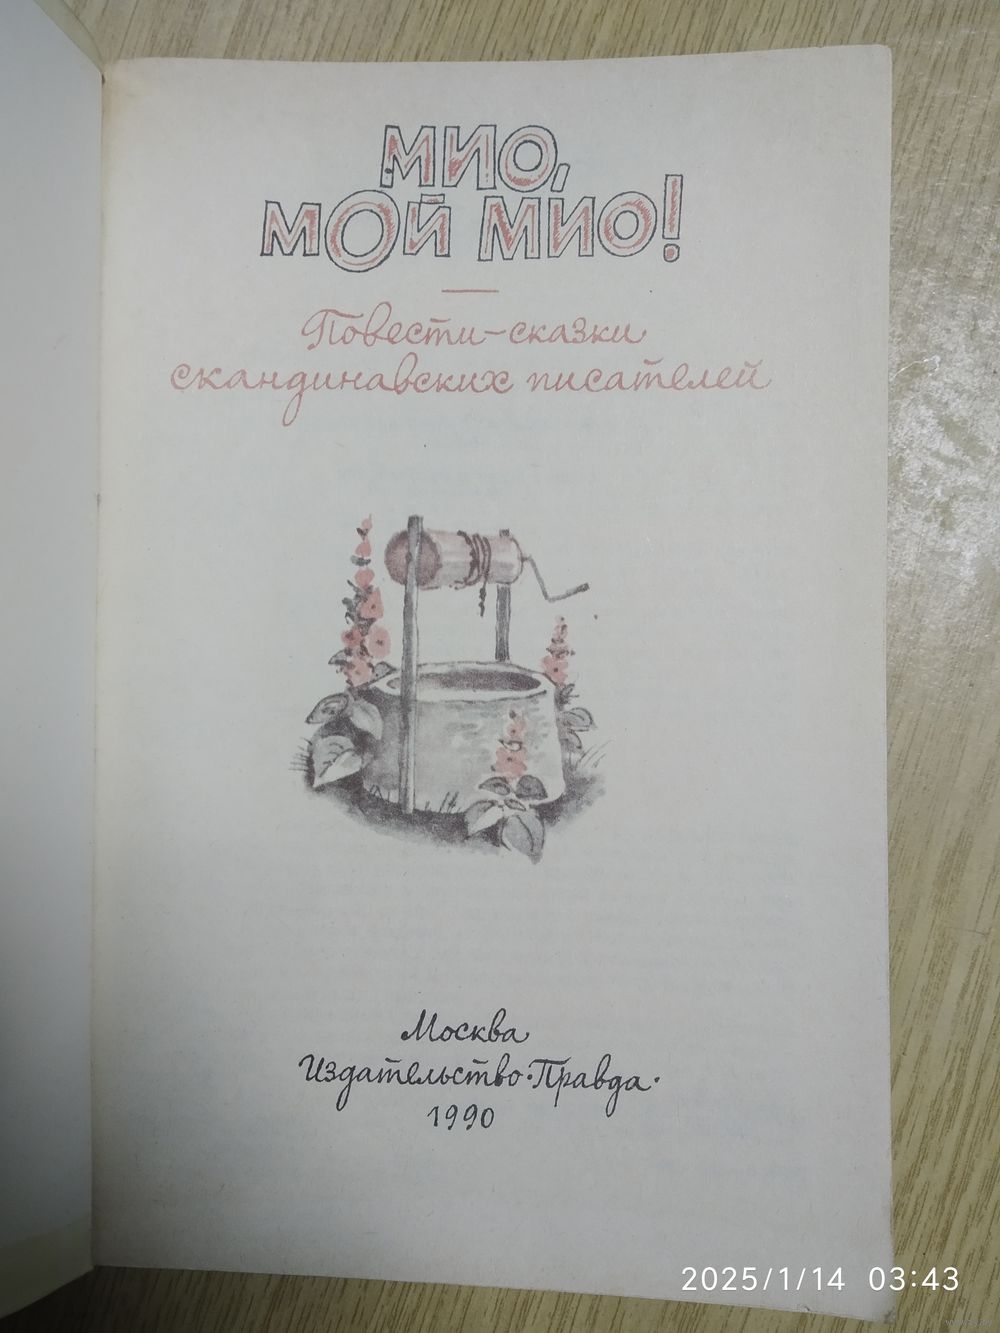 МИО,
МОЙ МИО!
Повести-сказки
скандинавских писателей
Москва
Издательство·Правда·
1990
2025/1/14 03:43